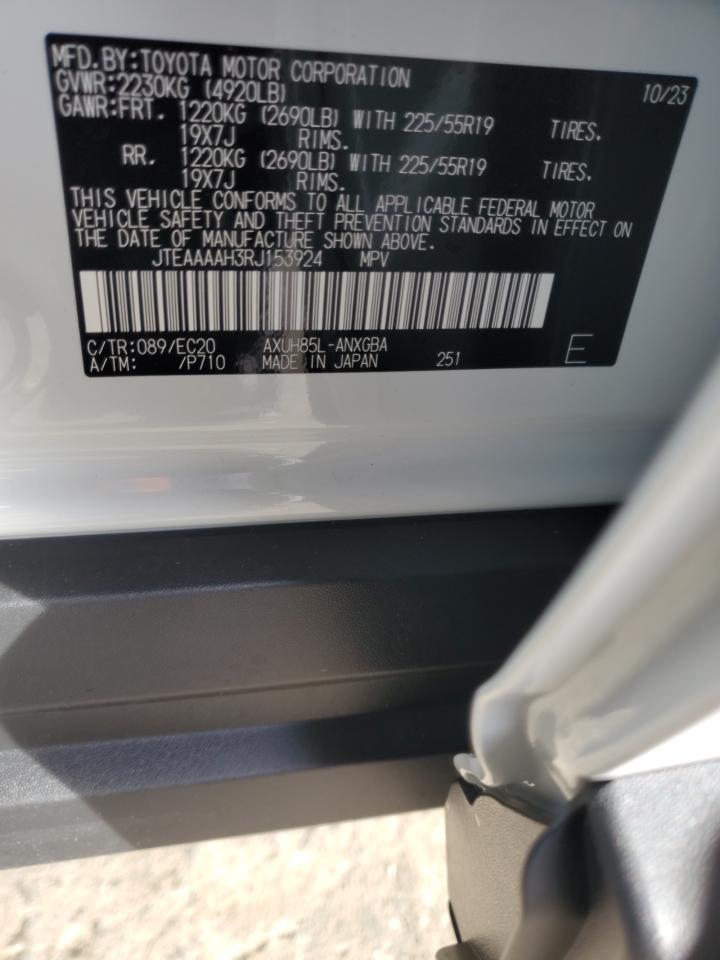 MFD.BY:TOYOTA MOTOR CORPORATION 10/23
GVWR:2230KG (4920LB)
GAWR:FRT. 1220KG (2690LB) WITH 225/55R19 TIRES.
19X7J RIMS.
RR. 1220KG (2690LB) WITH 225/55R19 TIRES.
19X7J RIMS.
THIS VEHICLE CONFORMS TO ALL APPLICABLE FEDERAL MOTOR
VEHICLE SAFETY AND THEFT PREVENTION STANDARDS IN EFFECT ON
THE DATE OF MANUFACTURE SHOWN ABOVE.
JTEAAAAH3RJ153924 MPV
C/TR:089/EC20 AXUH85L-ANXGBA
A/TM: /P710 MADE IN JAPAN 251 E